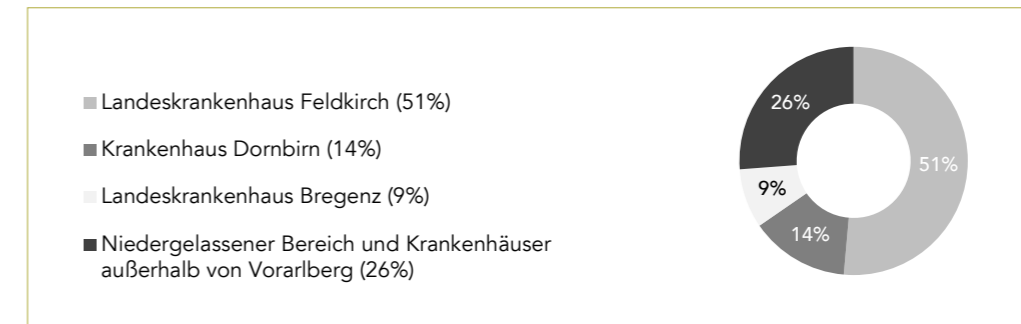 Landeskrankenhaus Feldkirch (51%)
Krankenhaus Dornbirn (14%)
Landeskrankenhaus Bregenz (9%)
Niedergelassener Bereich und Krankenhäuser
außerhalb von Vorarlberg (26%)
26%
51%
9%
14%